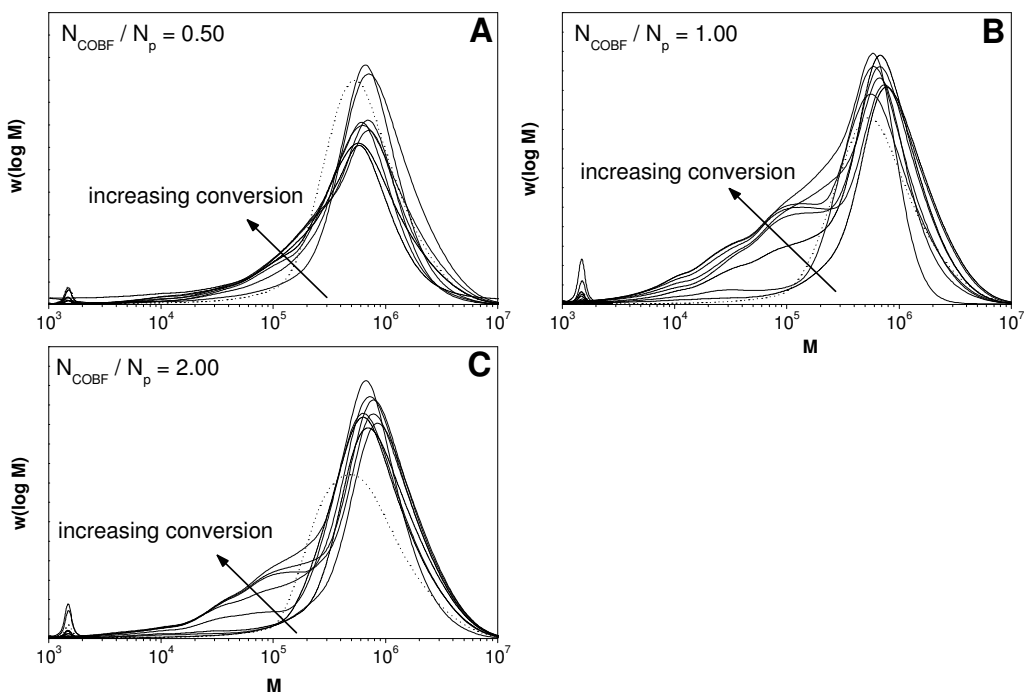 N_COBF / N_p = 0.50
A
w(log M)
increasing conversion
10^3 10^4 10^5 10^6 10^7
N_COBF / N_p = 1.00
B
w(log M)
increasing conversion
10^3 10^4 10^5 10^6 10^7
M
N_COBF / N_p = 2.00
C
w(log M)
increasing conversion
10^3 10^4 10^5 10^6 10^7
M